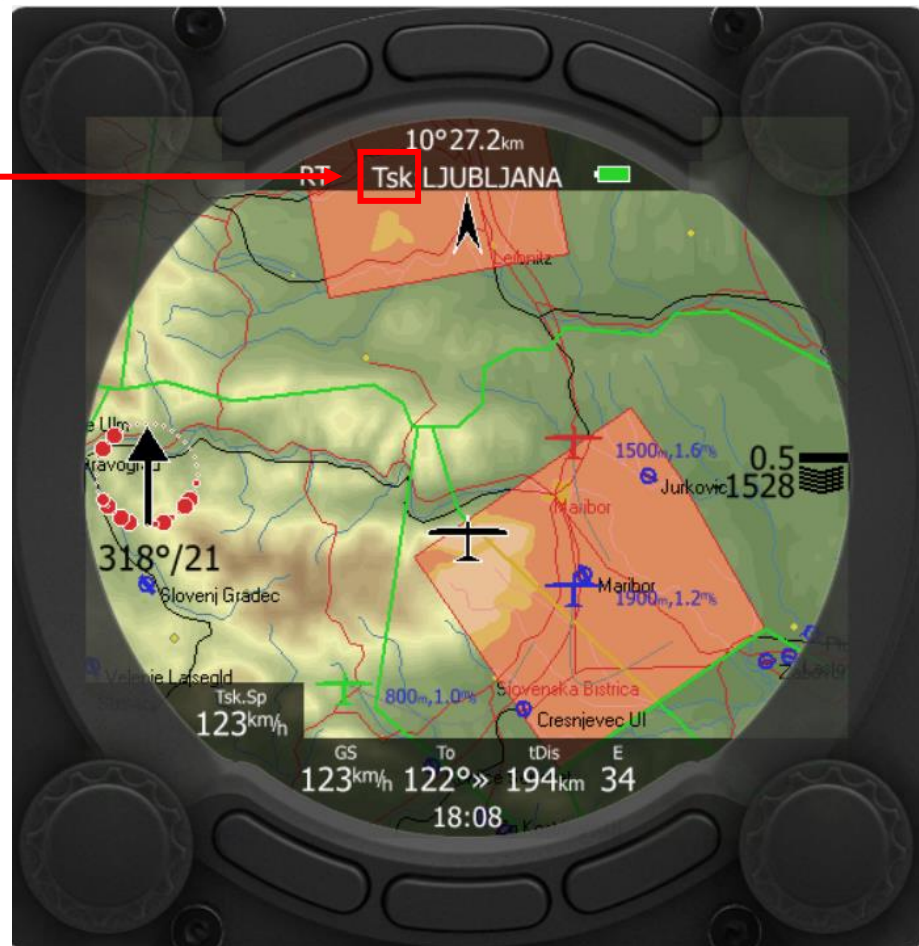 10°27.2km
RT Tsk LJUBLJANA
Leibnitz
1500m,1.6m/s
0.5
Jurkovic
-1528
Maribor
318°/21
Maribor
Slovenj Gradec
1900m,1.2m/s
Velenje Lajsegld
Slovenska Bistrica
800m,1.0m/s
Tsk.Sp
123km/h
Cresnjevec Ul
GS To tDis E
123km/h 122°» 194km 34
18:08